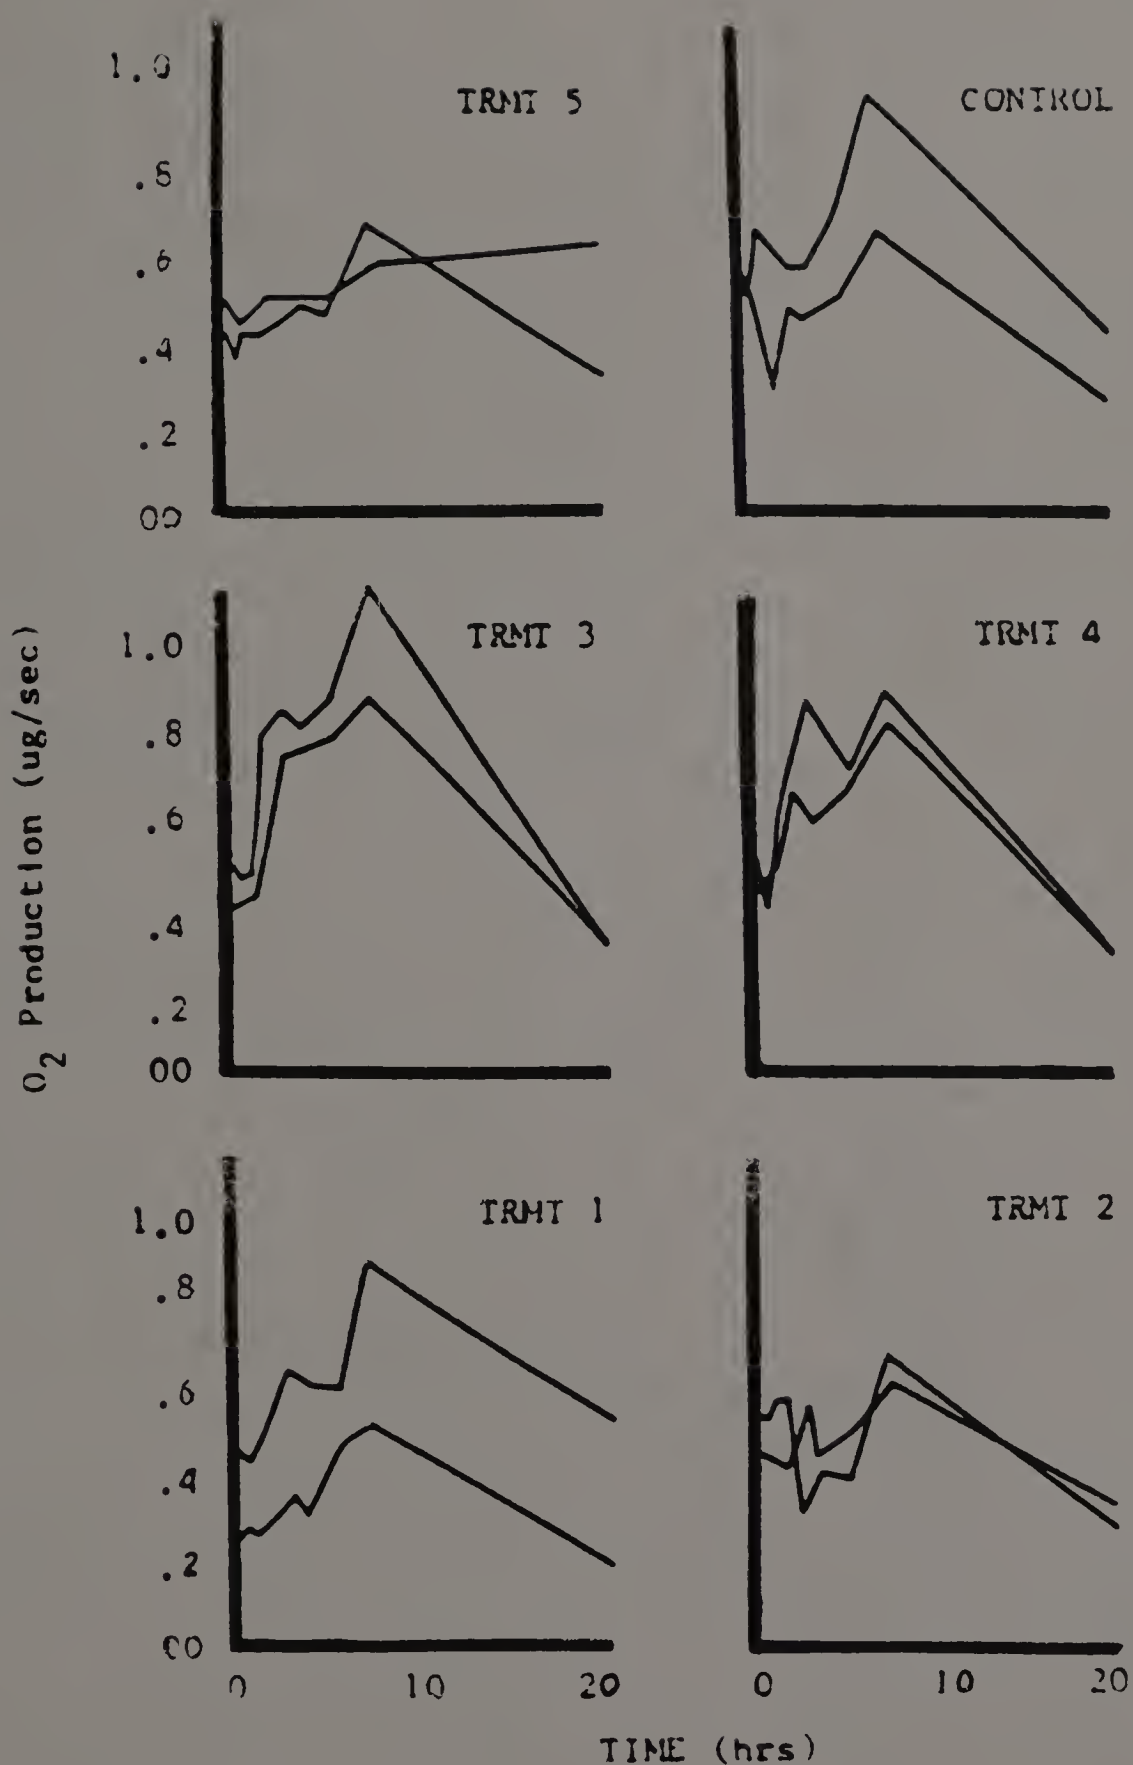 1.0
TRMT 5
CONTROL
.8
.6
.4
.2
00
1.0
TRMT 3
TRMT 4
.8
.6
.4
.2
00
1.0
TRMT 1
TRMT 2
.8
.6
.4
.2
00
0 10 20
0 10 20
TIME (hrs)
O2 Production (ug/sec)